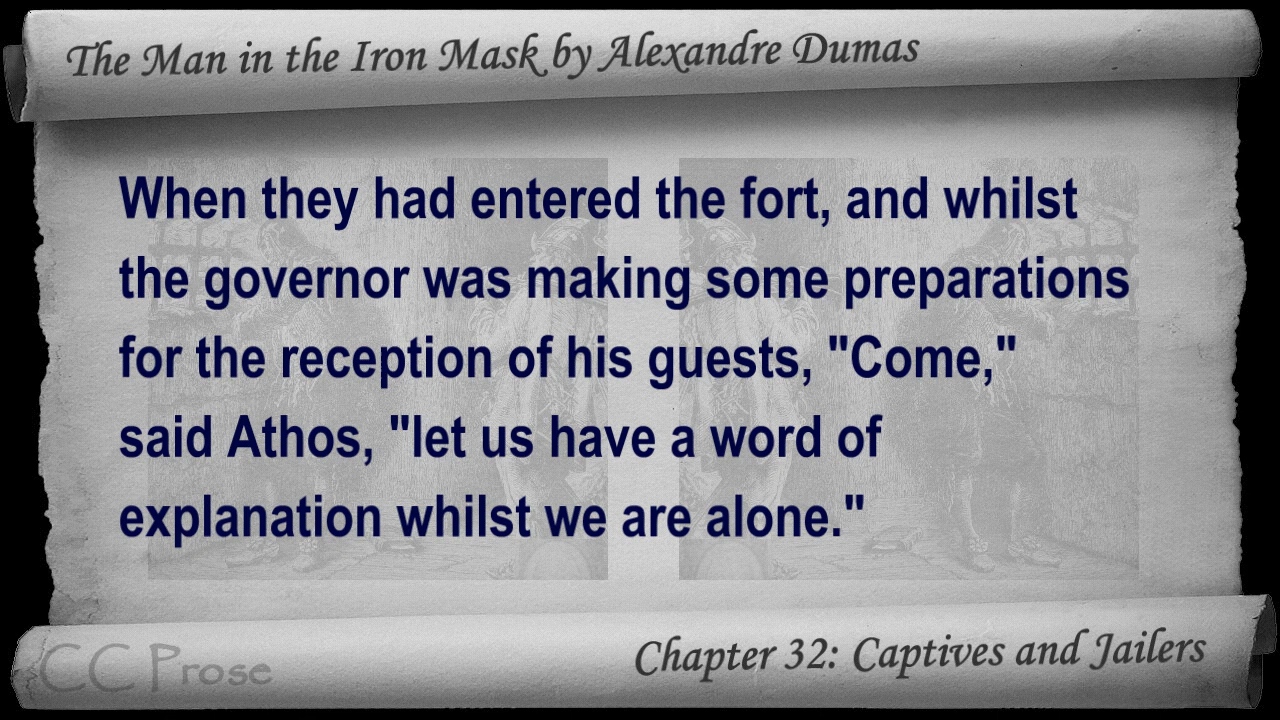 The Man in the Iron Mask by Alexandre Dumas
When they had entered the fort, and whilst
the governor was making some preparations
for the reception of his guests, "Come,"
said Athos, "let us have a word of
explanation whilst we are alone."
CC Prose
Chapter 32: Captives and Jailers